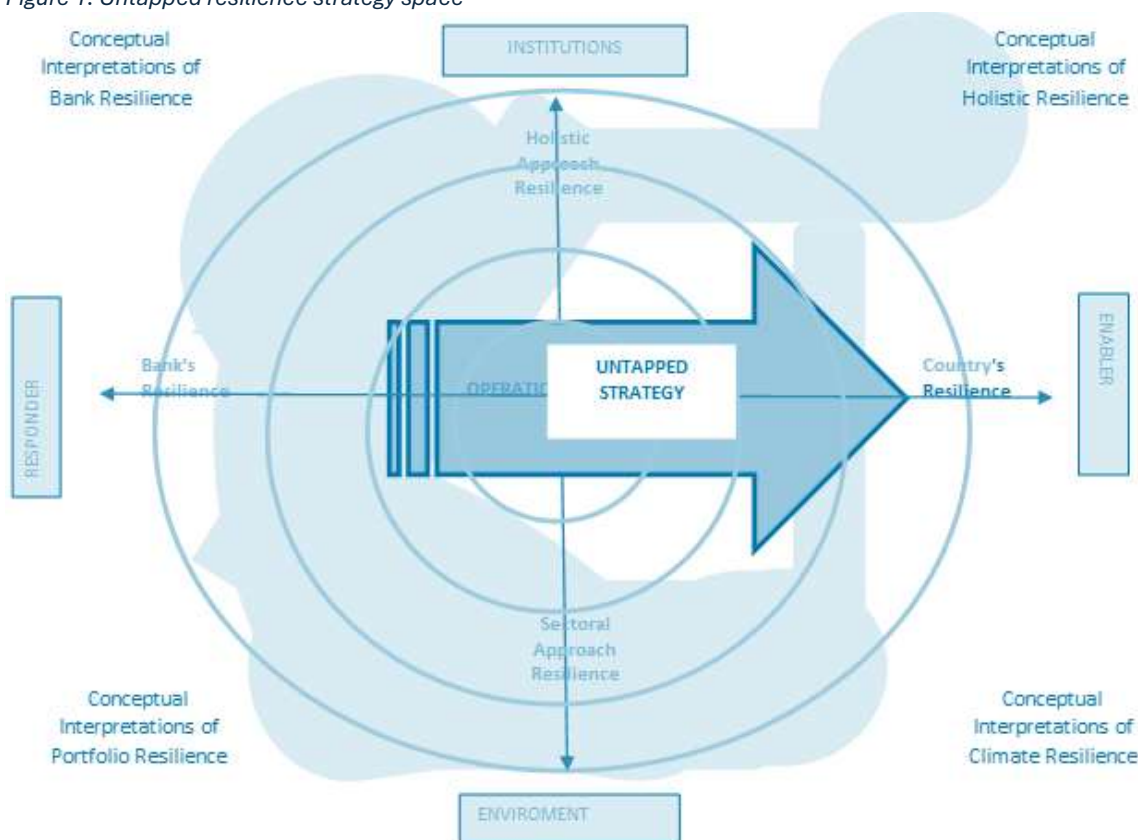 Figure 1: Untapped resilience strategy space
Conceptual
Interpretations of
Bank Resilience
INSTITUTIONS
Conceptual
Interpretations of
Holistic Resilience
Holistic
Approach
Resilience
RESPONDER
Bank's
Resilience
OPERATIO
UNTAPPED
STRATEGY
Country's
Resilience
ENABLER
Sectoral
Approach
Resilience
Conceptual
Interpretations of
Portfolio Resilience
Conceptual
Interpretations of
Climate Resilience
ENVIROMENT